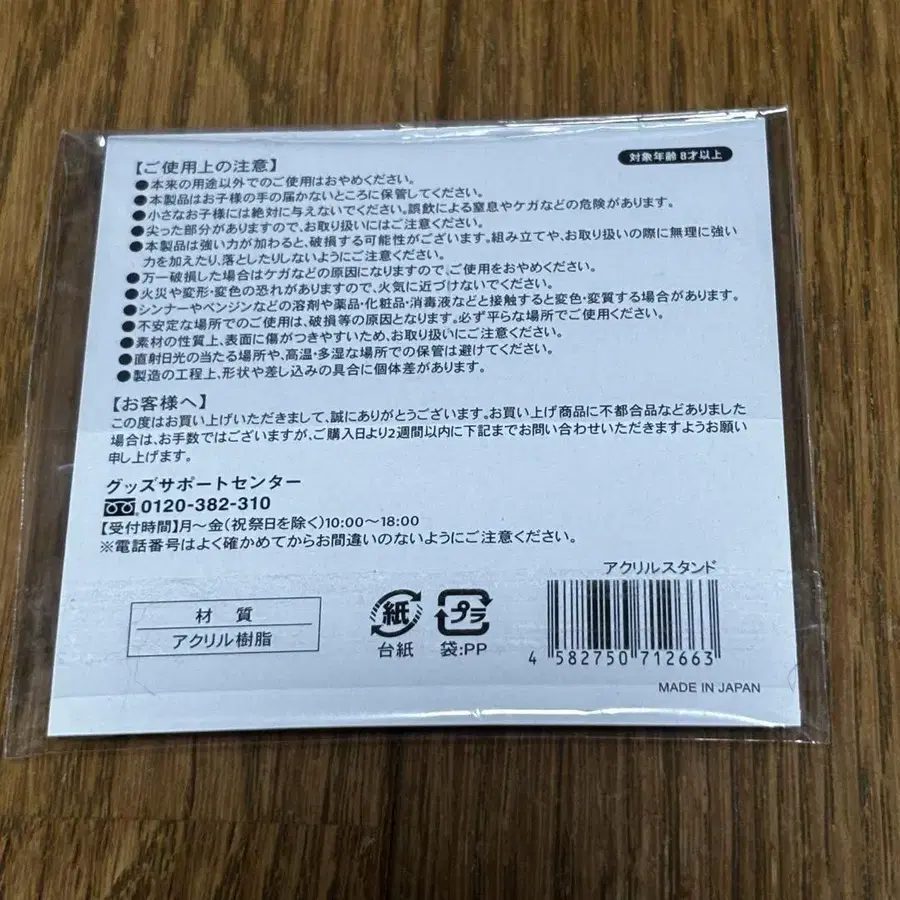 対象年齢 8才以上
【ご使用上の注意】
●本来の用途以外でのご使用はおやめください。
●本製品はお子様の手の届かないところに保管してください。
●小さなお子様には絶対に与えないでください。誤飲による窒息やケガなどの危険があります。
●尖った部分がありますので、お取り扱いにはご注意ください。
●本製品は強い力が加わると、破損する可能性がございます。組み立てや、お取り扱いの際に無理に強い
力を加えたり、落としたりしないようにご注意ください。
●万一破損した場合はケガなどの原因になりますので、ご使用をおやめください。
●火災や変形・変色の恐れがありますので、火気に近づけないでください。
●シンナーやベンジンなどの溶剤や薬品・化粧品・消毒液などと接触すると変色・変質する場合があります。
●不安定な場所でのご使用は、破損等の原因となります。必ず平らな場所でご使用ください。
●素材の性質上、表面に傷がつきやすいため、お取り扱いにご注意ください。
●直射日光の当たる場所や、高温・多湿な場所での保管は避けてください。
●製造の工程上、形状や差し込みの具合に個体差があります。
【お客様へ】
この度はお買い上げいただきまして、誠にありがとうございます。お買い上げ商品に不都合品などありました
場合は、お手数ではございますが、ご購入日より2週間以内に下記までお問い合わせいただきますようお願い
申し上げます。
グッズサポートセンター
0120-382-310
【受付時間】月〜金(祝祭日を除く)10:00〜18:00
※電話番号はよく確かめてからお間違いのないようにご注意ください。
アクリルスタンド
材 質
アクリル樹脂
紙
台紙
プラ
袋:PP
4 582750 712663
MADE IN JAPAN